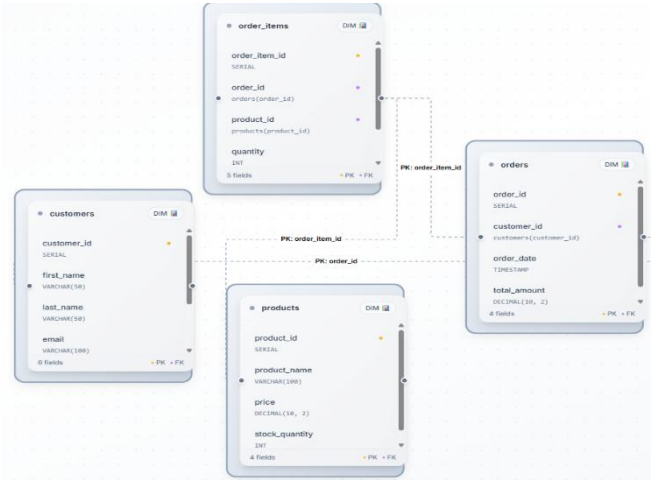 order_items DIM
order_item_id
SERIAL
order_id
orders(order_id)
product_id
products(product_id)
quantity
INT
5 fields PK FK
PK: order_item_id
orders DIM
order_id
SERIAL
customer_id
customers(customer_id)
order_date
TIMESTAMP
total_amount
DECIMAL(10, 2)
4 fields PK FK
customers DIM
customer_id
SERIAL
first_name
VARCHAR(50)
last_name
VARCHAR(50)
email
VARCHAR(100)
6 fields PK FK
PK: order_item_id
PK: order_id
products DIM
product_id
SERIAL
product_name
VARCHAR(100)
price
DECIMAL(10, 2)
stock_quantity
INT
4 fields PK FK